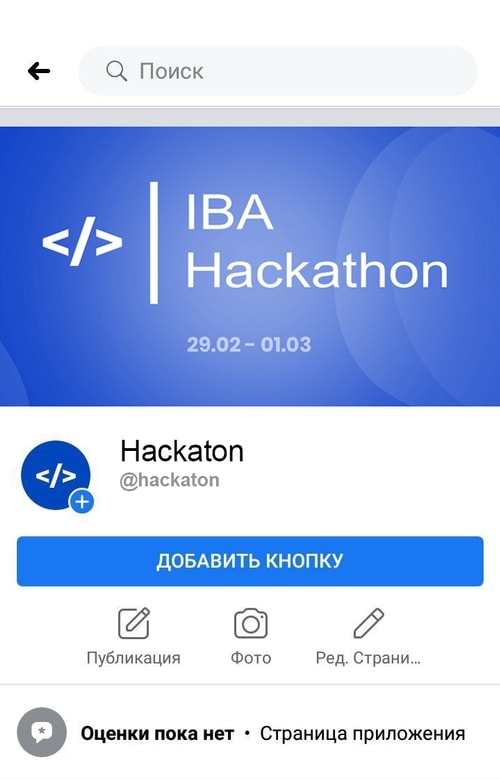 Поиск
</> IBA
Hackathon
29.02 – 01.03
</>
Hackaton
@hackaton
ДОБАВИТЬ КНОПКУ
Публикация Фото Ред. Страни...
Оценки пока нет • Страница приложения